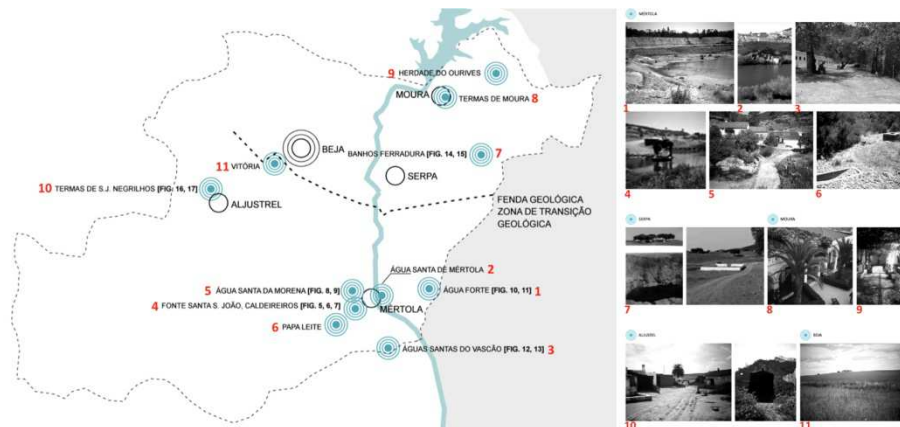 9 HERDADE DO OURIVES
MOURA
TERMAS DE MOURA 8
BEJA
BANHOS FERRADURA [FIG. 14, 15] 7
11 VITÓRIA
SERPA
10 TERMAS DE S.J. NEGRILHOS [FIG. 16, 17]
ALJUSTREL
FENDA GEOLÓGICA
ZONA DE TRANSIÇÃO
GEOLÓGICA
ÁGUA SANTA DE MÉRTOLA 2
5 ÁGUA SANTA DA MORENA [FIG. 8, 9]
ÁGUA FORTE [FIG. 10, 11] 1
4 FONTE SANTA S. JOÃO, CALDEIREIROS [FIG. 5, 6, 7]
MÉRTOLA
6 PAPA LEITE
ÁGUAS SANTAS DO VASCÃO [FIG. 12, 13] 3
MÉRTOLA
1 2 3
4 5 6
SERPA MOURA
7 8 9
ALJUSTREL BEJA
10 11